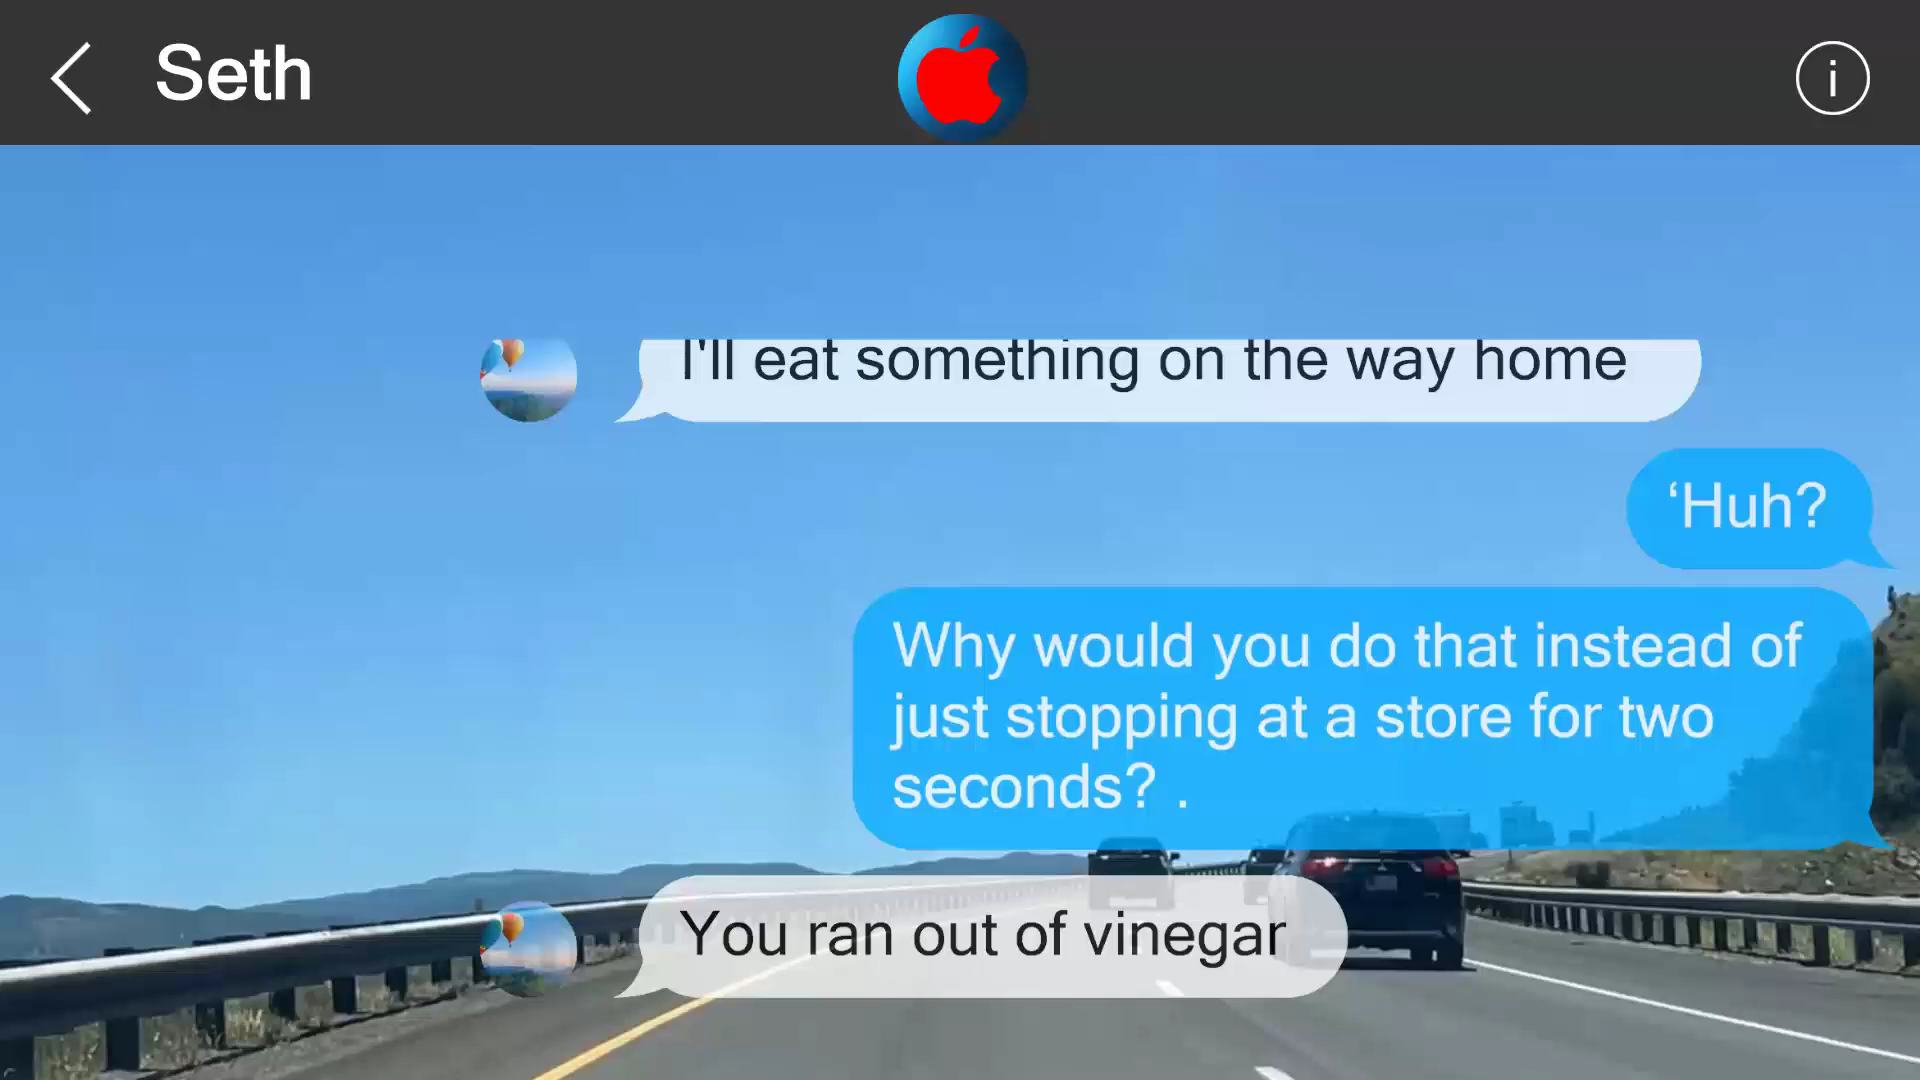 Seth
i
I'll eat something on the way home
‘Huh?
Why would you do that instead of
just stopping at a store for two
seconds? .
You ran out of vinegar